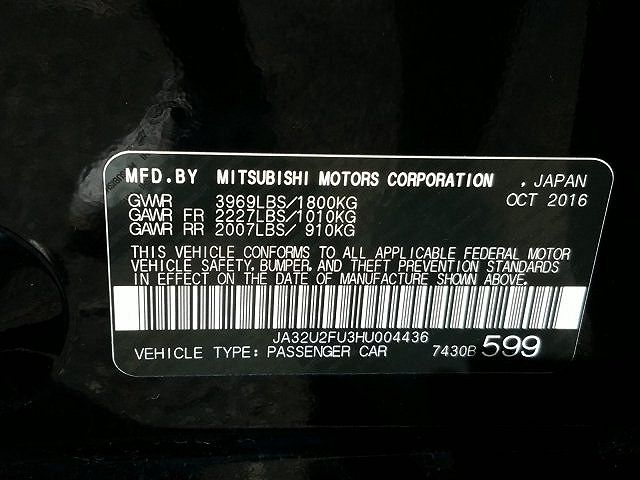 MFD.BY MITSUBISHI MOTORS CORPORATION , JAPAN
GVWR 3969LBS/1800KG OCT 2016
GAWR FR 2227LBS/1010KG
GAWR RR 2007LBS/ 910KG
THIS VEHICLE CONFORMS TO ALL APPLICABLE FEDERAL MOTOR
VEHICLE SAFETY, BUMPER, AND THEFT PREVENTION STANDARDS
IN EFFECT ON THE DATE OF MANUFACTURE SHOWN ABOVE.
JA32U2FU3HU004436
VEHICLE TYPE: PASSENGER CAR 7430B 599